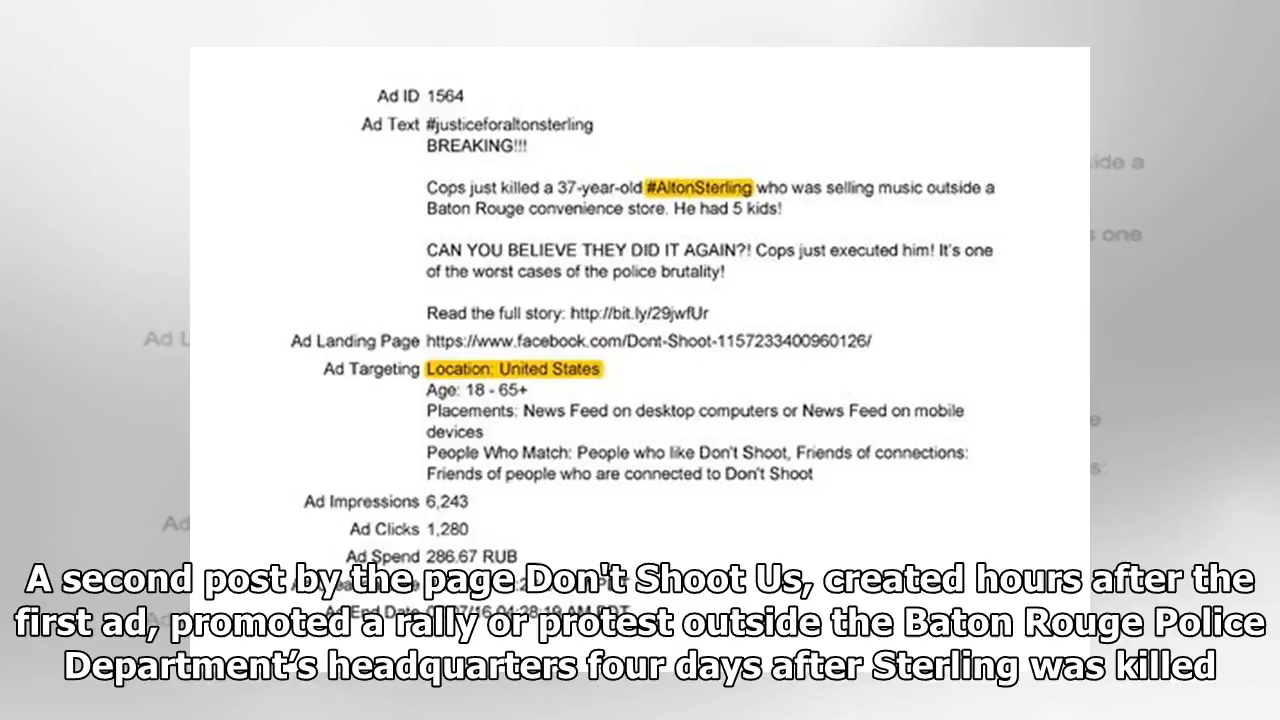 Ad ID 1564
Ad Text #justiceforaltonsterling
BREAKING!!!
Cops just killed a 37-year-old #AltonSterling who was selling music outside a
Baton Rouge convenience store. He had 5 kids!
CAN YOU BELIEVE THEY DID IT AGAIN?! Cops just executed him! It's one
of the worst cases of the police brutality!
Read the full story: http://bit.ly/29jwfUr
Ad Landing Page https://www.facebook.com/Dont-Shoot-1157233400960126/
Ad Targeting Location: United States
Age: 18 - 65+
Placements: News Feed on desktop computers or News Feed on mobile
devices
People Who Match: People who like Don't Shoot, Friends of connections:
Friends of people who are connected to Don't Shoot
Ad Impressions 6,243
Ad Clicks 1,280
Ad Spend 286.67 RUB
Ad End Date
A second post by the page Don't Shoot Us, created hours after the
first ad, promoted a rally or protest outside the Baton Rouge Police
Department’s headquarters four days after Sterling was killed